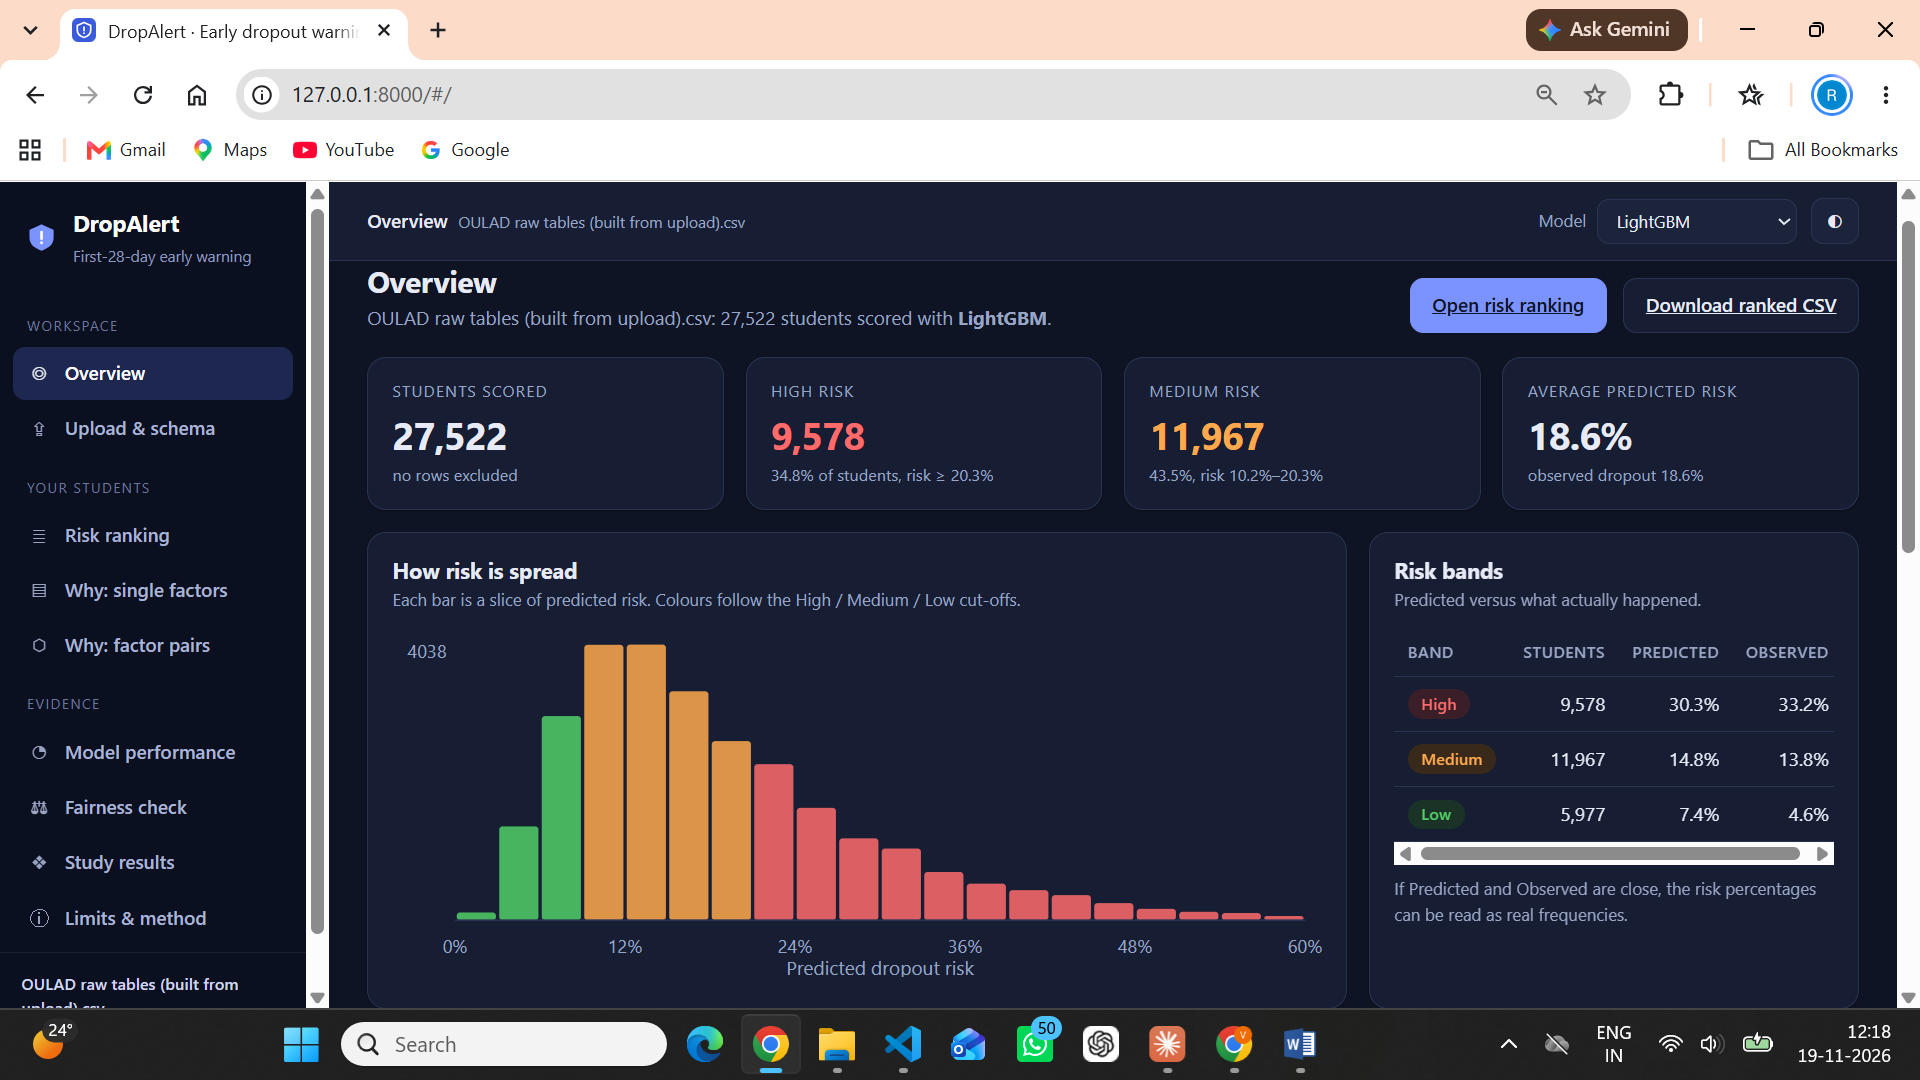 DropAlert · Early dropout warni
Ask Gemini
127.0.0.1:8000/#/
R
Gmail
Maps
YouTube
Google
All Bookmarks
DropAlert
First-28-day early warning
WORKSPACE
Overview
Upload & schema
YOUR STUDENTS
Risk ranking
Why: single factors
Why: factor pairs
EVIDENCE
Model performance
Fairness check
Study results
Limits & method
OULAD raw tables (built from
upload).csv
Overview OULAD raw tables (built from upload).csv
Model LightGBM
Overview
OULAD raw tables (built from upload).csv: 27,522 students scored with LightGBM.
Open risk ranking
Download ranked CSV
STUDENTS SCORED
27,522
no rows excluded
HIGH RISK
9,578
34.8% of students, risk ≥ 20.3%
MEDIUM RISK
11,967
43.5%, risk 10.2%–20.3%
AVERAGE PREDICTED RISK
18.6%
observed dropout 18.6%
How risk is spread
Each bar is a slice of predicted risk. Colours follow the High / Medium / Low cut-offs.
4038
0% 12% 24% 36% 48% 60%
Predicted dropout risk
Risk bands
Predicted versus what actually happened.
BAND STUDENTS PREDICTED OBSERVED
High 9,578 30.3% 33.2%
Medium 11,967 14.8% 13.8%
Low 5,977 7.4% 4.6%
If Predicted and Observed are close, the risk percentages
can be read as real frequencies.
24°
Search
50
V
ENG
IN
12:18
19-11-2026